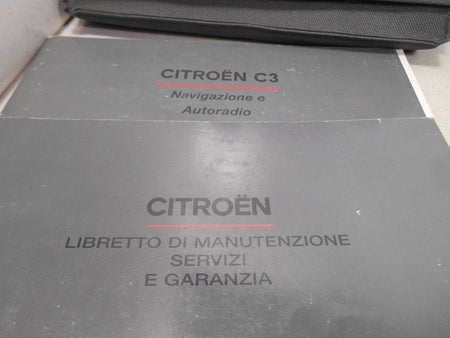 CITROËN C3
Navigazione e
Autoradio
CITROËN
LIBRETTO DI MANUTENZIONE
SERVIZI
E GARANZIA